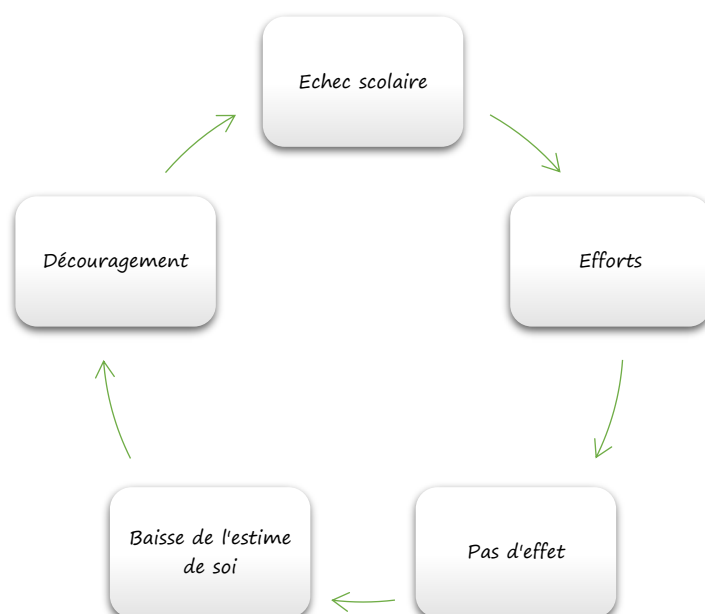 Echec scolaire
Efforts
Pas d'effet
Baisse de l'estime
de soi
Découragement